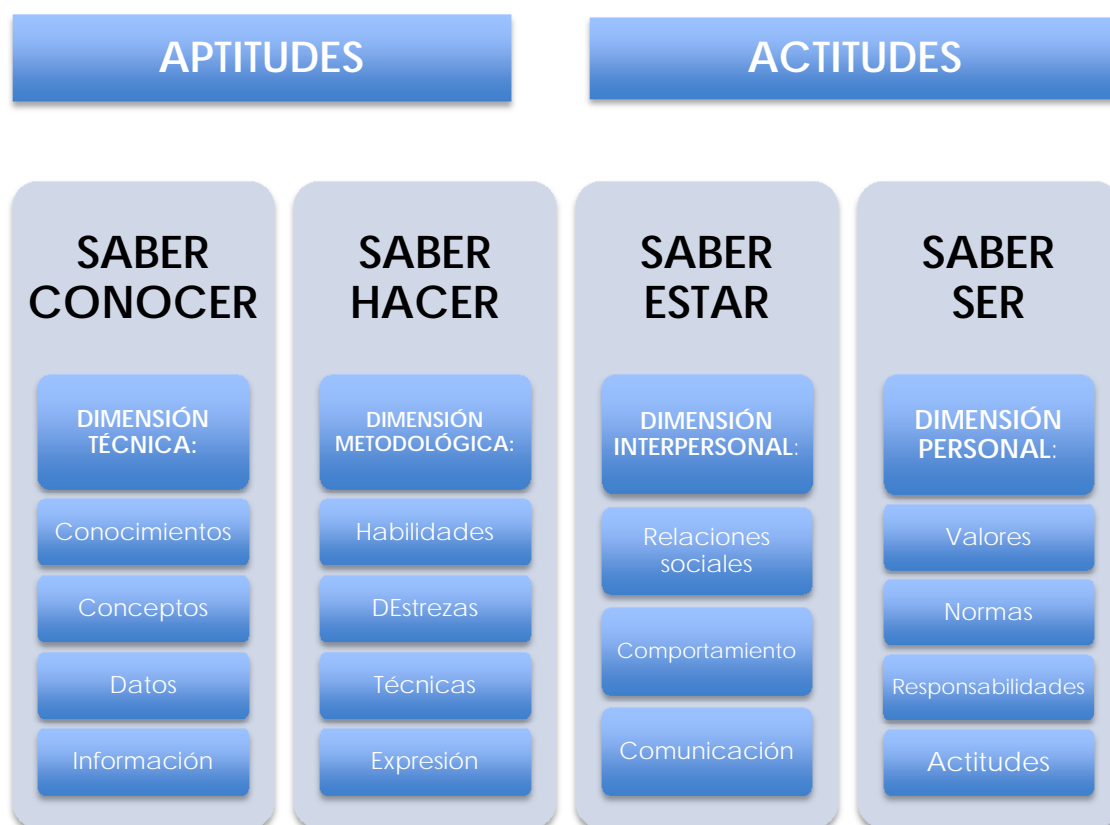 APTITUDES
ACTITUDES
SABER
CONOCER
DIMENSIÓN
TÉCNICA:
Conocimientos
Conceptos
Datos
Información
SABER
HACER
DIMENSIÓN
METODOLÓGICA:
Habilidades
DEstrezas
Técnicas
Expresión
SABER
ESTAR
DIMENSIÓN
INTERPERSONAL:
Relaciones
sociales
Comportamiento
Comunicación
SABER
SER
DIMENSIÓN
PERSONAL:
Valores
Normas
Responsabilidades
Actitudes